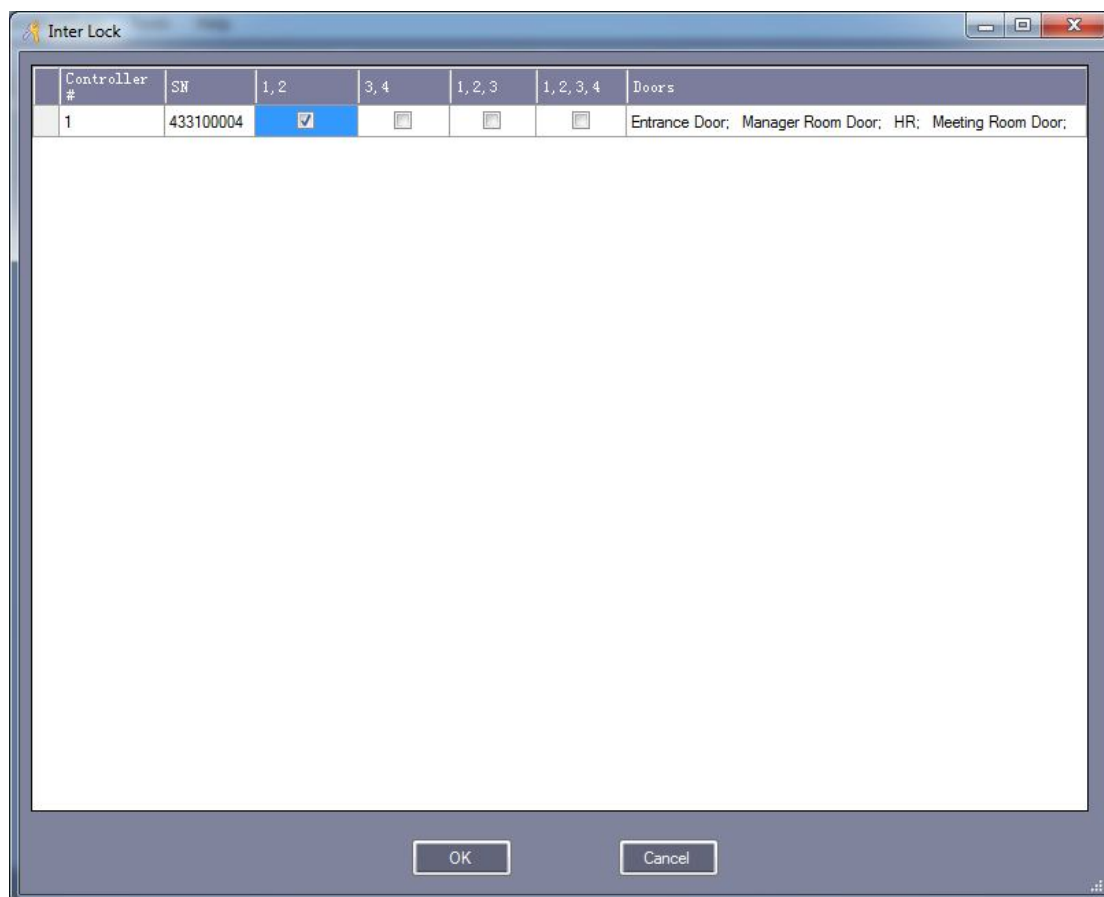 Inter Lock
Controller # SN 1,2 3,4 1,2,3 1,2,3,4 Doors
1 433100004 Entrance Door; Manager Room Door; HR; Meeting Room Door;
OK Cancel